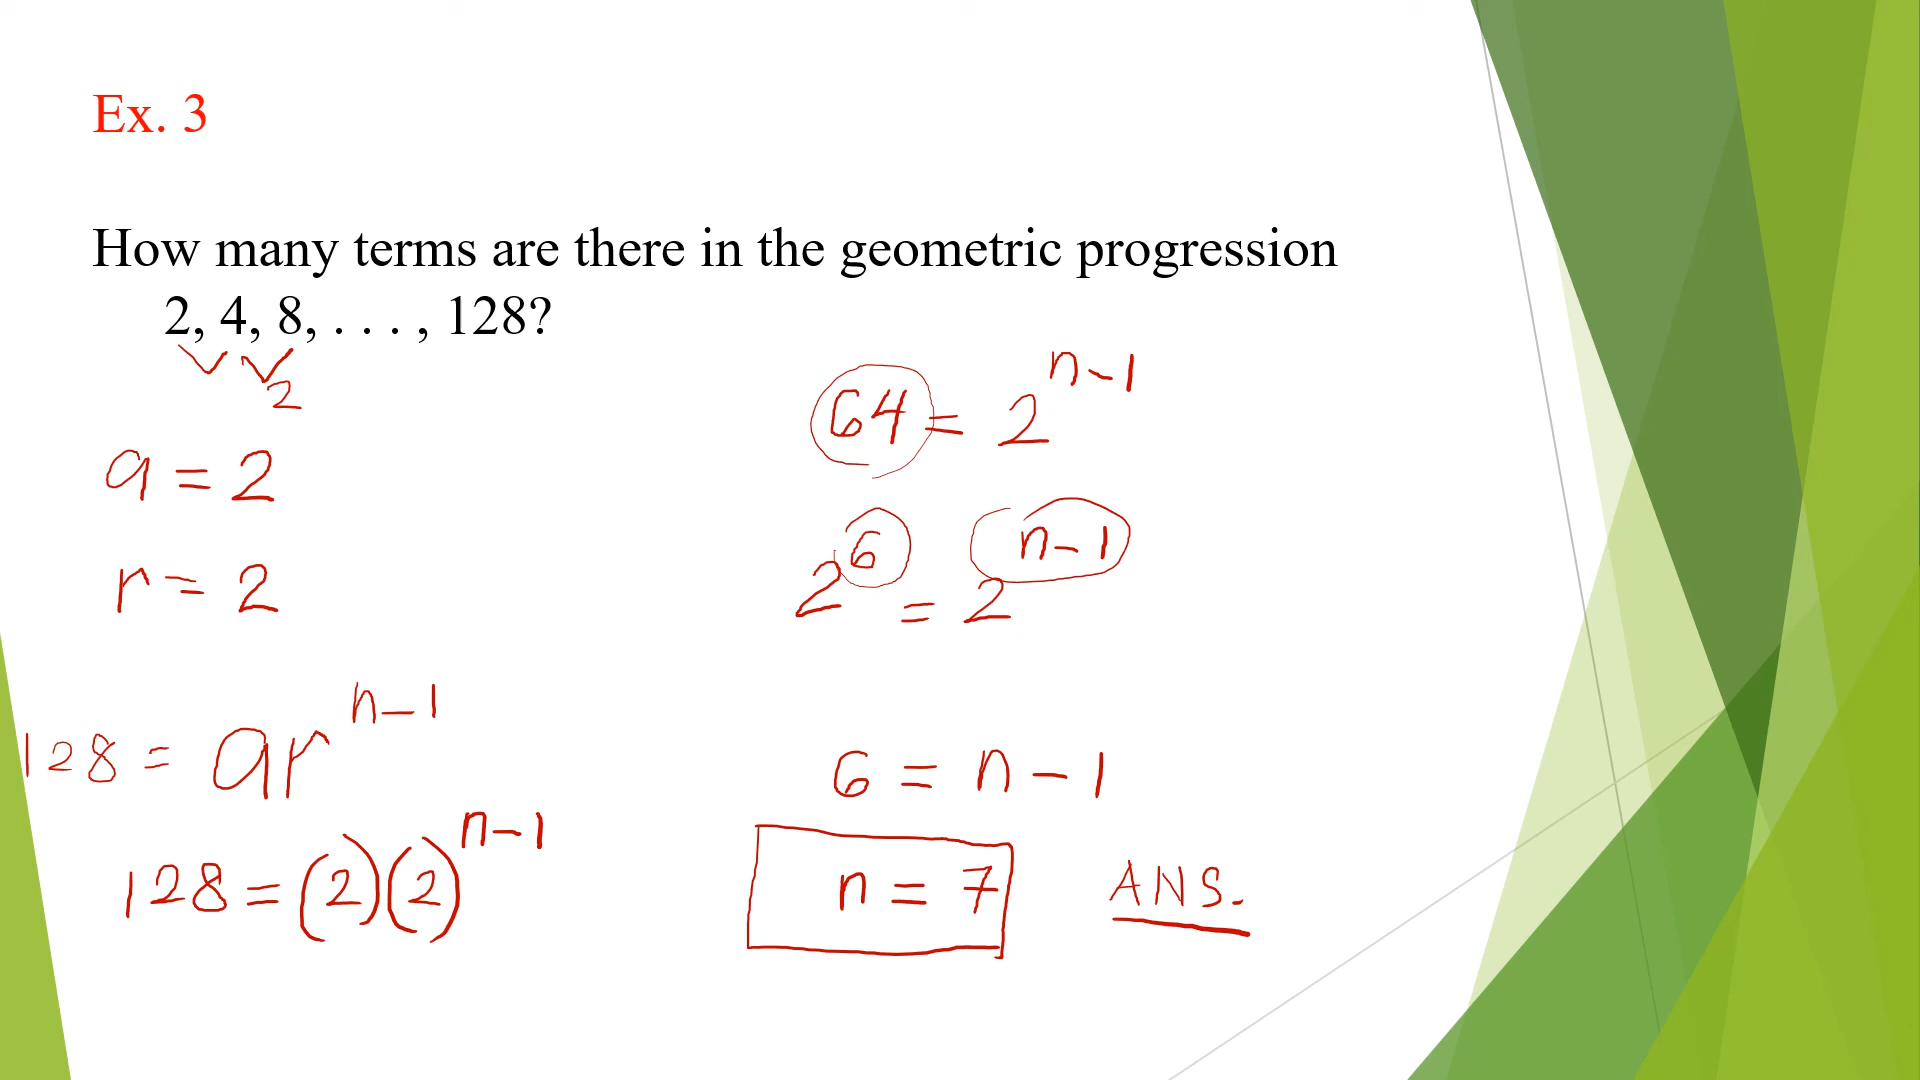 Ex. 3
How many terms are there in the geometric progression
2, 4, 8, . . . , 128?
2
a = 2
r = 2
128 = ar^{n-1}
128 = (2)(2)^{n-1}
64 = 2^{n-1}
2^6 = 2^{n-1}
6 = n - 1
n = 7 ANS.